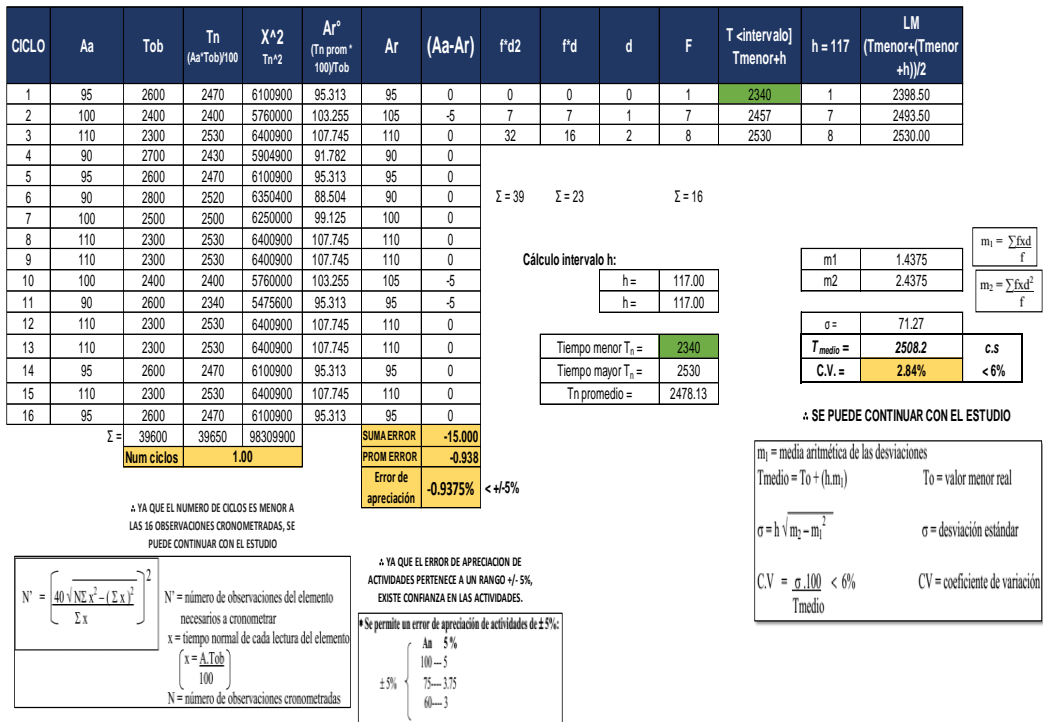 CICLO Aa Tob Tn (Aa*Tob)/100 X^2 Tn^2 Ar° (Tn prom * 100)/Tob Ar (Aa-Ar) f*d2 f*d d F T <intervalo] Tmenor+h h = 117 LM (Tmenor+(Tmenor +h))/2
1 95 2600 2470 6100900 95.313 95 0 0 0 0 1 2340 1 2398.50
2 100 2400 2400 5760000 103.255 105 -5 7 7 1 7 2457 7 2493.50
3 110 2300 2530 6400900 107.745 110 0 32 16 2 8 2530 8 2530.00
4 90 2700 2430 5904900 91.782 90 0
5 95 2600 2470 6100900 95.313 95 0
6 90 2800 2520 6350400 88.504 90 0 Σ = 39 Σ = 23 Σ = 16
7 100 2500 2500 6250000 99.125 100 0
8 110 2300 2530 6400900 107.745 110 0
9 110 2300 2530 6400900 107.745 110 0
10 100 2400 2400 5760000 103.255 105 -5
11 90 2600 2340 5475600 95.313 95 -5
12 110 2300 2530 6400900 107.745 110 0
13 110 2300 2530 6400900 107.745 110 0
14 95 2600 2470 6100900 95.313 95 0
15 110 2300 2530 6400900 107.745 110 0
16 95 2600 2470 6100900 95.313 95 0
Σ = 39600 39650 98309900 SUMA ERROR -15.000
Num ciclos 1.00 PROM ERROR -0.938
Error de apreciación -0.9375% < +/-5%
Cálculo intervalo h:
h = 117.00
h = 117.00
Tiempo menor Tn = 2340
Tiempo mayor Tn = 2530
Tn promedio = 2478.13
m1 1.4375
m2 2.4375
m1 = ∑fxd
f
m2 = ∑fxd²
f
σ = 71.27
T medio = 2508.2 c.s
C.V. = 2.84% < 6%
∴ SE PUEDE CONTINUAR CON EL ESTUDIO
m1 = media aritmética de las desviaciones
Tmedio = To + (h.m1) To = valor menor real
σ = h √ m2 – m1² σ = desviación estándar
C.V = σ .100 < 6% CV = coeficiente de variación
Tmedio
∴ YA QUE EL NUMERO DE CICLOS ES MENOR A
LAS 16 OBSERVACIONES CRONOMETRADAS, SE
PUEDE CONTINUAR CON EL ESTUDIO
N' = ( 40 √ NΣ x² – ( Σ x )² )²
Σ x
N' = número de observaciones del elemento
necesarios a cronometrar
x = tiempo normal de cada lectura del elemento
( x = A.Tob )
100
N = número de observaciones cronometradas
∴ YA QUE EL ERROR DE APRECIACION DE
ACTIVIDADES PERTENECE A UN RANGO +/- 5%,
EXISTE CONFIANZA EN LAS ACTIVIDADES.
* Se permite un error de apreciación de actividades de ± 5%:
An 5 %
100 --- 5
± 5% 75---- 3.75
60---- 3